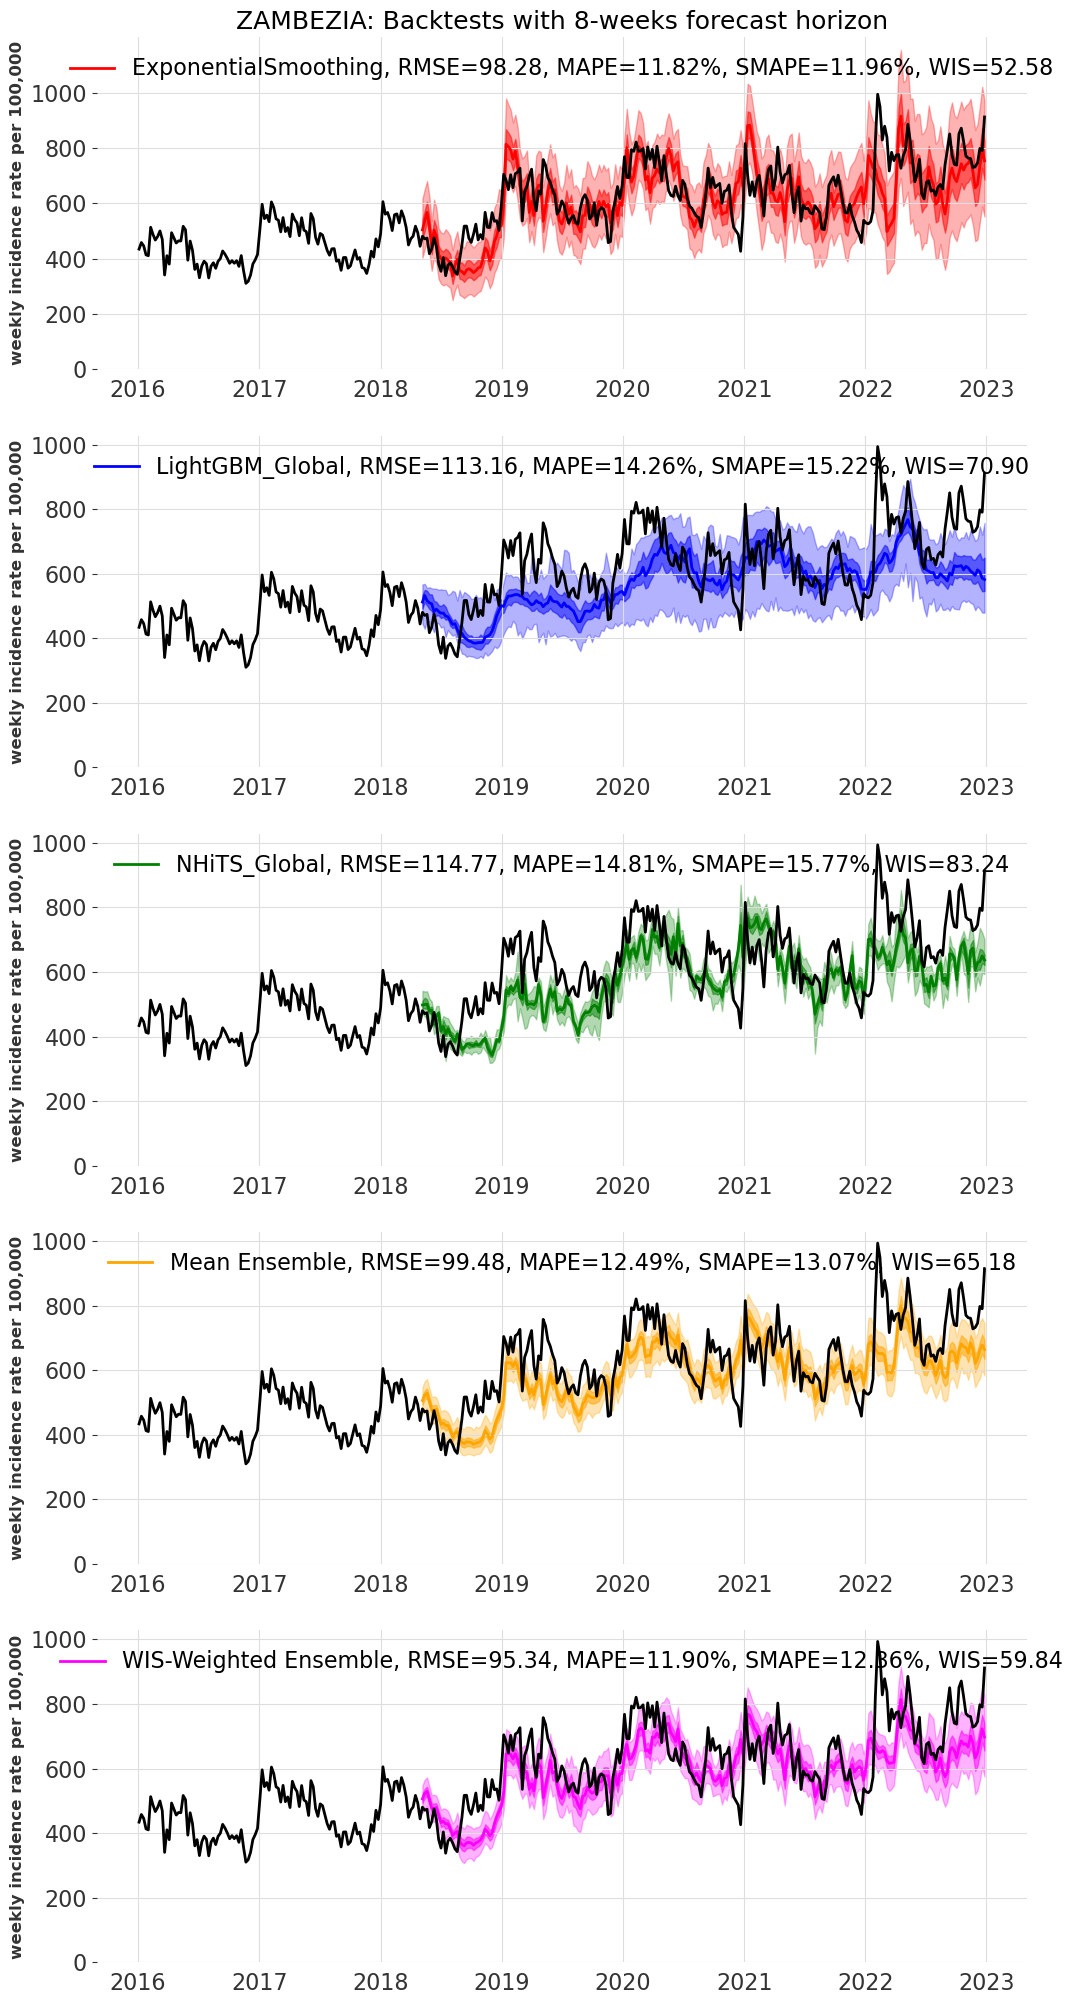 ZAMBEZIA: Backtests with 8-weeks forecast horizon
weekly incidence rate per 100,000
ExponentialSmoothing, RMSE=98.28, MAPE=11.82%, SMAPE=11.96%, WIS=52.58
1000
800
600
400
200
0
2016 2017 2018 2019 2020 2021 2022 2023
weekly incidence rate per 100,000
LightGBM_Global, RMSE=113.16, MAPE=14.26%, SMAPE=15.22%, WIS=70.90
1000
800
600
400
200
0
2016 2017 2018 2019 2020 2021 2022 2023
weekly incidence rate per 100,000
NHiTS_Global, RMSE=114.77, MAPE=14.81%, SMAPE=15.77%, WIS=83.24
1000
800
600
400
200
0
2016 2017 2018 2019 2020 2021 2022 2023
weekly incidence rate per 100,000
Mean Ensemble, RMSE=99.48, MAPE=12.49%, SMAPE=13.07%, WIS=65.18
1000
800
600
400
200
0
2016 2017 2018 2019 2020 2021 2022 2023
weekly incidence rate per 100,000
WIS-Weighted Ensemble, RMSE=95.34, MAPE=11.90%, SMAPE=12.36%, WIS=59.84
1000
800
600
400
200
0
2016 2017 2018 2019 2020 2021 2022 2023